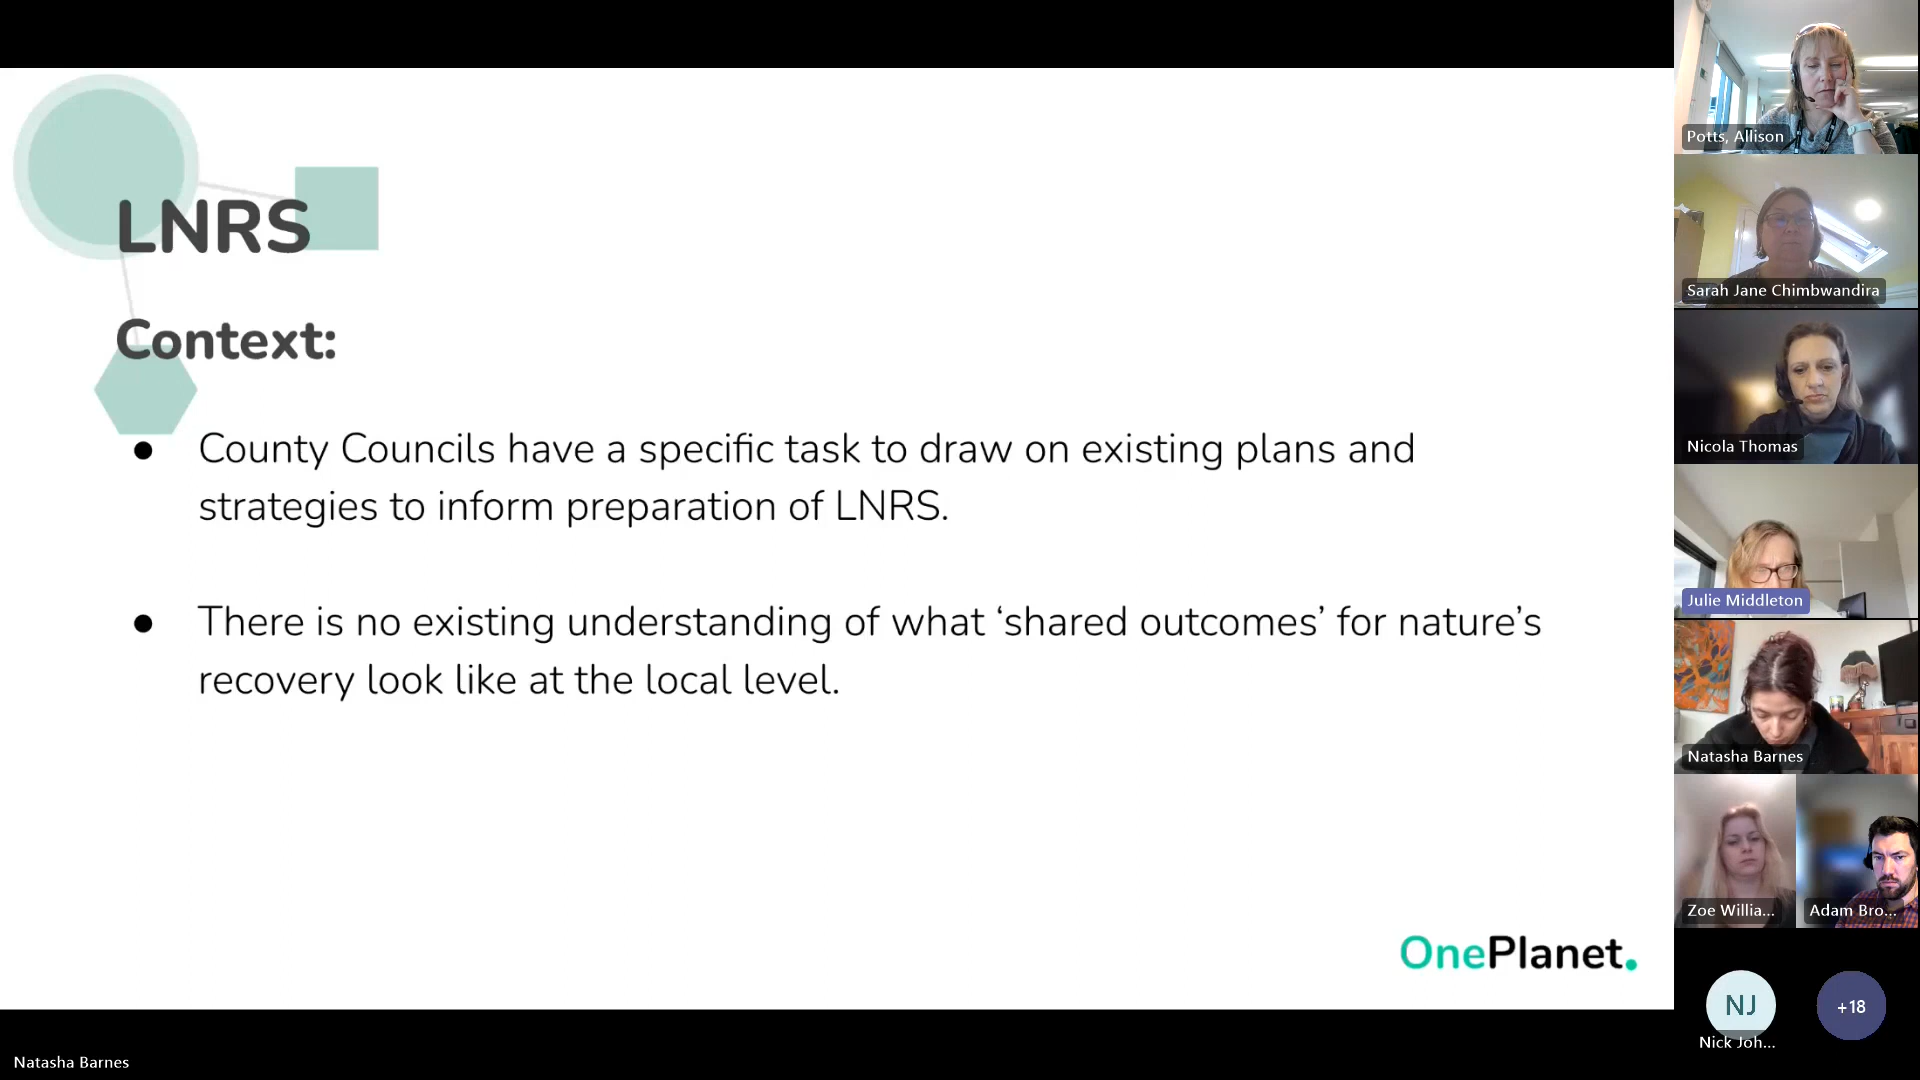 LNRS
Context:
● County Councils have a specific task to draw on existing plans and
strategies to inform preparation of LNRS.
● There is no existing understanding of what ‘shared outcomes’ for nature’s
recovery look like at the local level.
OnePlanet.
Natasha Barnes
Potts, Allison
Sarah Jane Chimbwandira
Nicola Thomas
Julie Middleton
Natasha Barnes
Zoe Willia...
Adam Bro...
NJ
Nick Joh...
+18